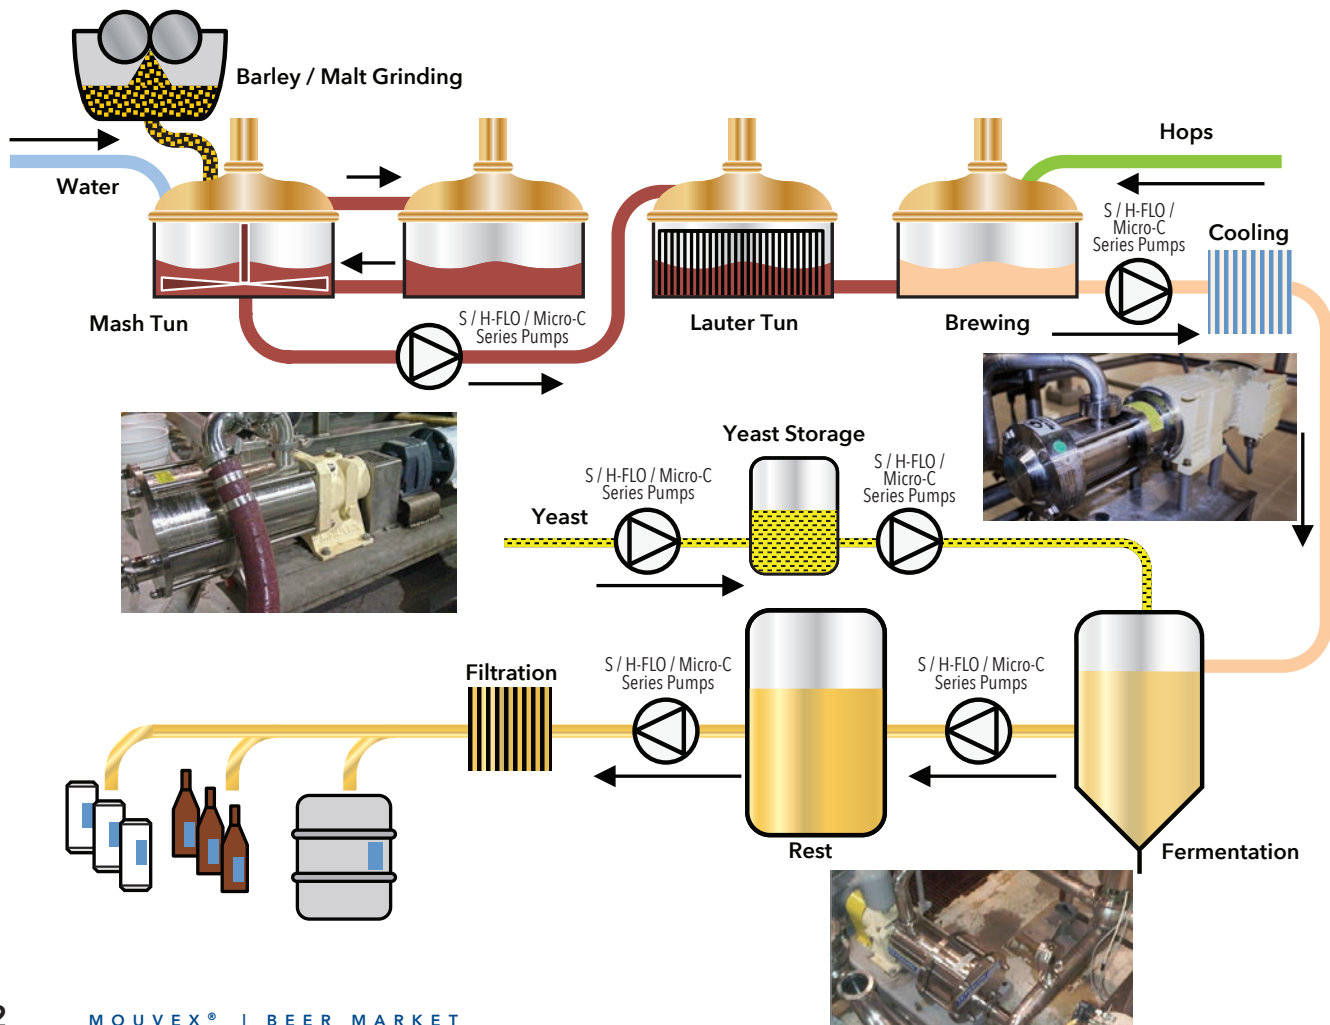 Barley / Malt Grinding
Water
Hops
S / H-FLO /
Micro-C
Series Pumps
Cooling
Mash Tun
S / H-FLO / Micro-C
Series Pumps
Lauter Tun
Brewing
Yeast Storage
S / H-FLO / Micro-C
Series Pumps
S / H-FLO /
Micro-C
Series Pumps
Yeast
Filtration
S / H-FLO / Micro-C
Series Pumps
S / H-FLO / Micro-C
Series Pumps
Rest
Fermentation
2
MOUVEX® | BEER MARKET